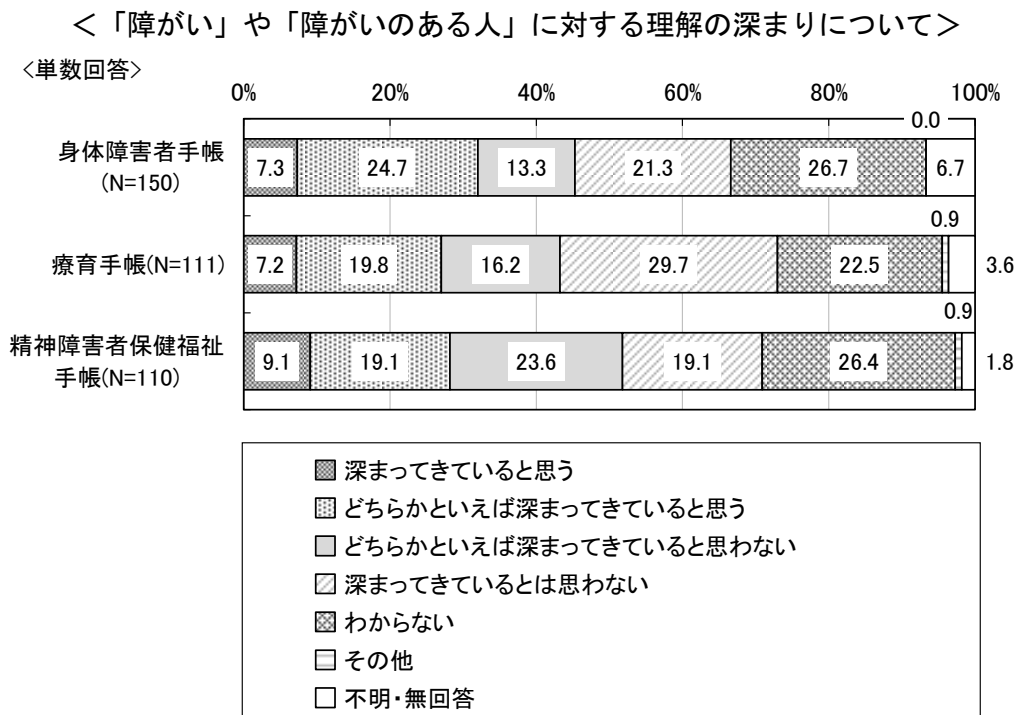 ＜「障がい」や「障がいのある人」に対する理解の深まりについて＞
<単数回答>
0% 20% 40% 60% 80% 100%
身体障害者手帳
(N=150)
7.3 24.7 13.3 21.3 26.7 0.0 6.7
療育手帳(N=111)
7.2 19.8 16.2 29.7 22.5 0.9 3.6
精神障害者保健福祉
手帳(N=110)
9.1 19.1 23.6 19.1 26.4 0.9 1.8
深まってきていると思う
どちらかといえば深まってきていると思う
どちらかといえば深まってきていると思わない
深まってきているとは思わない
わからない
その他
不明・無回答